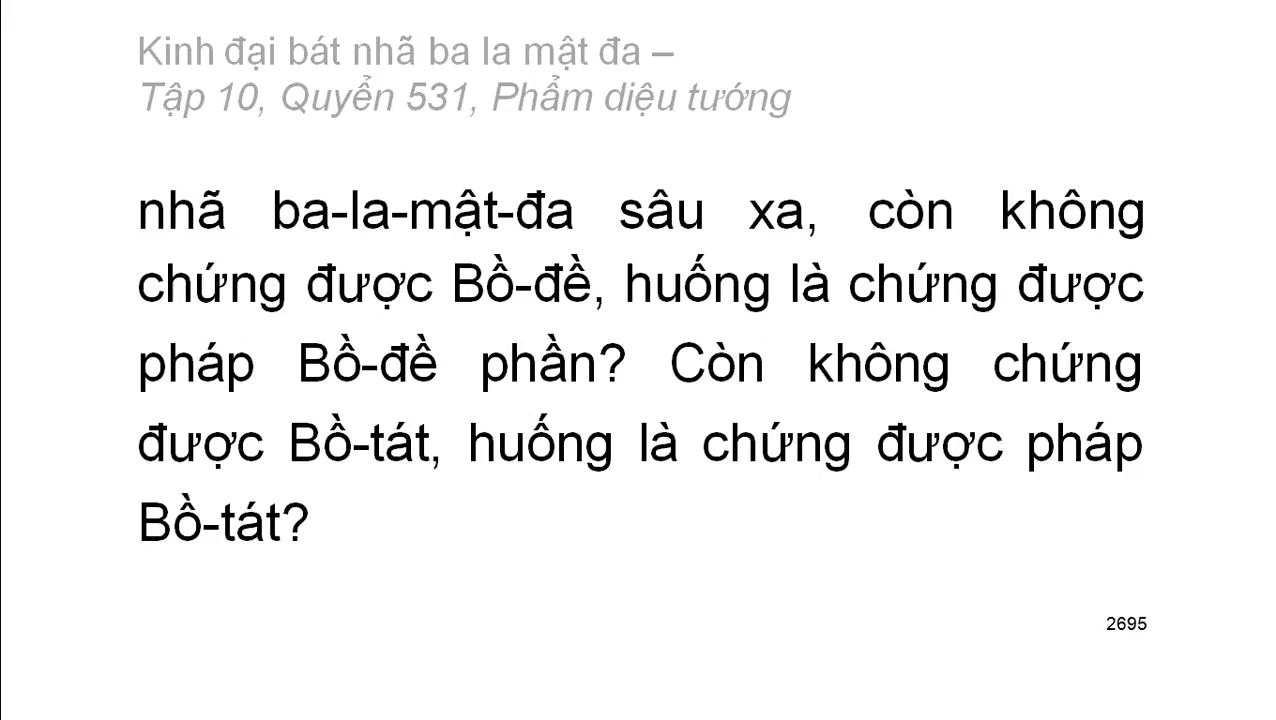 Kinh đại bát nhã ba la mật đa –
Tập 10, Quyển 531, Phẩm diệu tướng
nhã ba-la-mật-đa sâu xa, còn không
chứng được Bồ-đề, huống là chứng được
pháp Bồ-đề phần? Còn không chứng
được Bồ-tát, huống là chứng được pháp
Bồ-tát?
2695